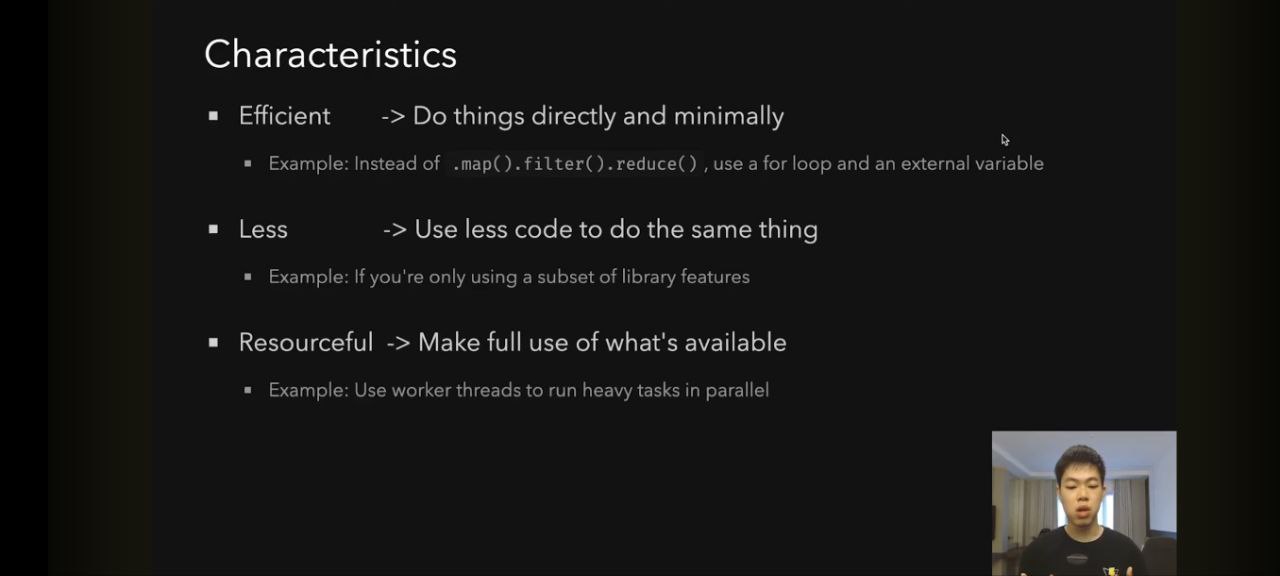 Characteristics
Efficient -> Do things directly and minimally
Example: Instead of .map().filter().reduce(), use a for loop and an external variable
Less -> Use less code to do the same thing
Example: If you're only using a subset of library features
Resourceful -> Make full use of what's available
Example: Use worker threads to run heavy tasks in parallel